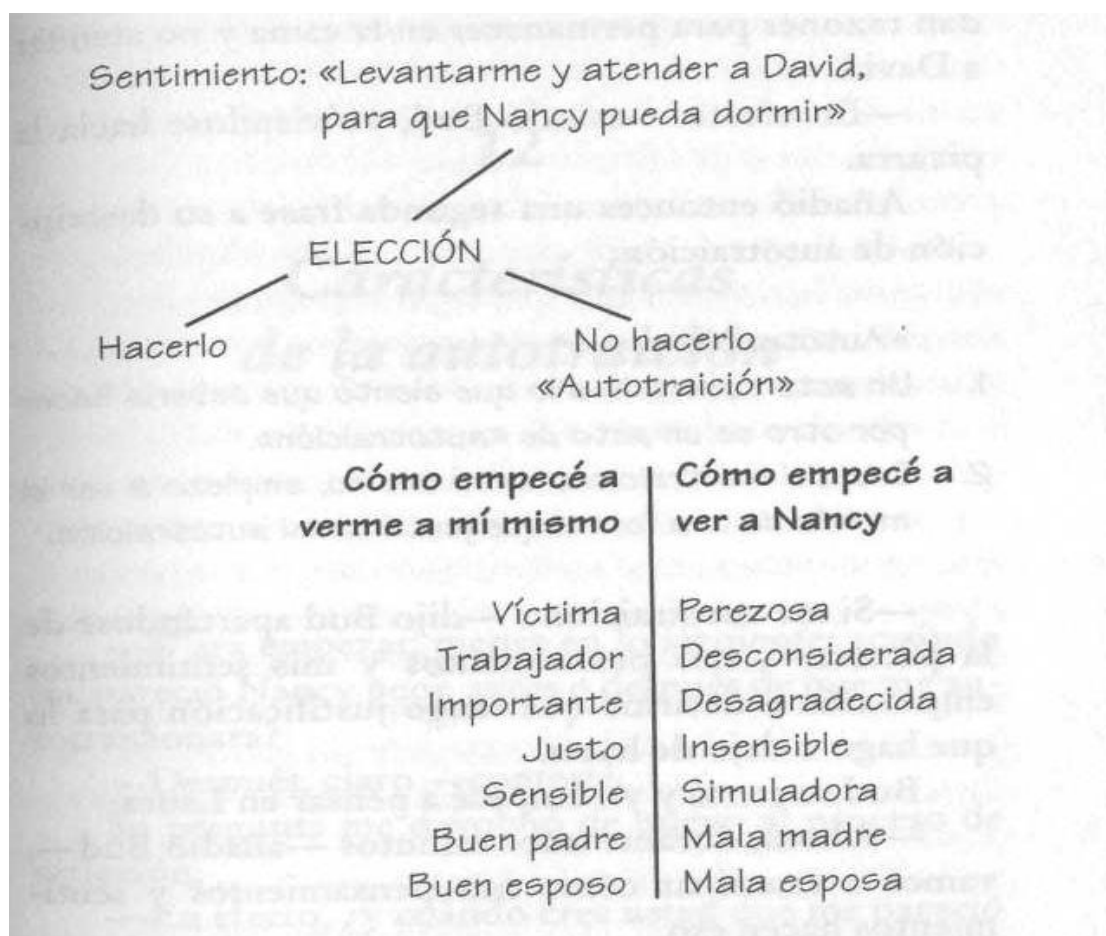 Sentimiento: «Levantarme y atender a David,
para que Nancy pueda dormir»
ELECCIÓN
Hacerlo
No hacerlo
«Autotraición»
Cómo empecé a
verme a mí mismo
Cómo empecé a
ver a Nancy
Víctima Perezosa
Trabajador Desconsiderada
Importante Desagradecida
Justo Insensible
Sensible Simuladora
Buen padre Mala madre
Buen esposo Mala esposa